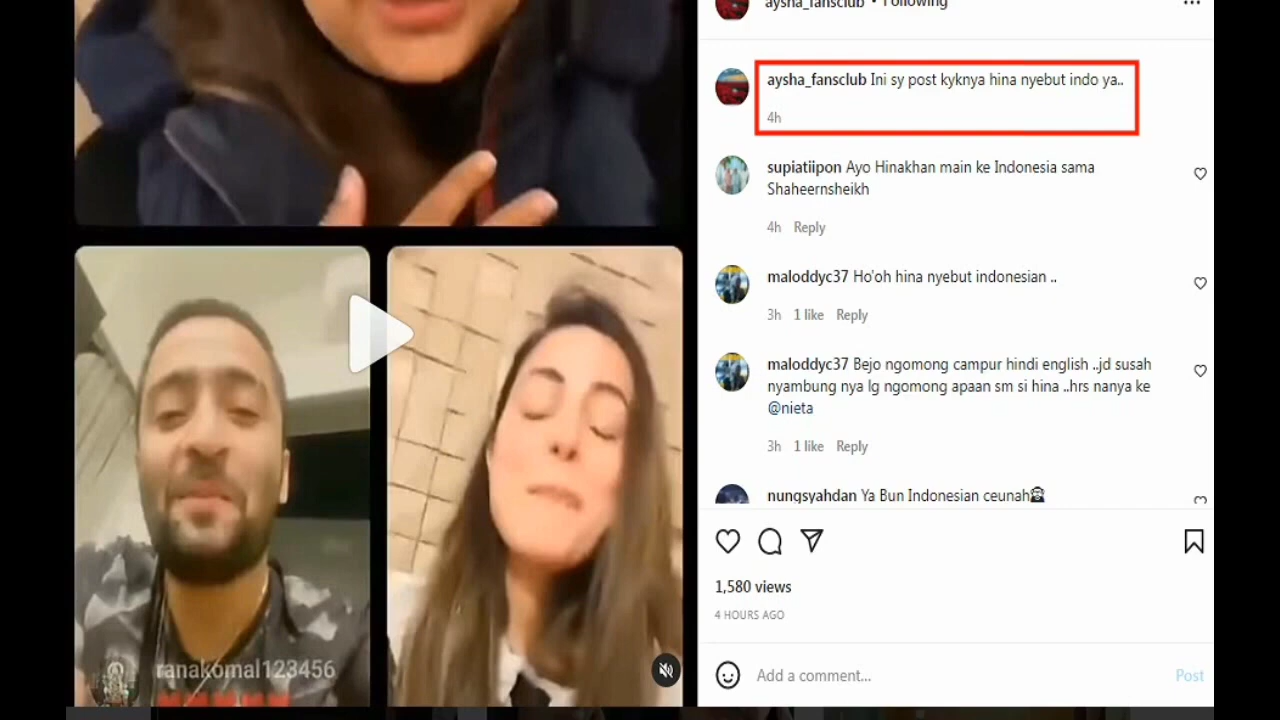 aysha_fansclub • Following
aysha_fansclub Ini sy post kyknya hina nyebut indo ya..
4h
supiatiipon Ayo Hinakhan main ke Indonesia sama
Shaheernsheikh
4h Reply
maloddyc37 Ho'oh hina nyebut indonesian ..
3h 1 like Reply
maloddyc37 Bejo ngomong campur hindi english ..jd susah
nyambung nya lg ngomong apaan sm si hina ..hrs nanya ke
@nieta
3h 1 like Reply
nungsyahdan Ya Bun Indonesian ceunah
1,580 views
4 HOURS AGO
Add a comment... Post
ranakomal123456